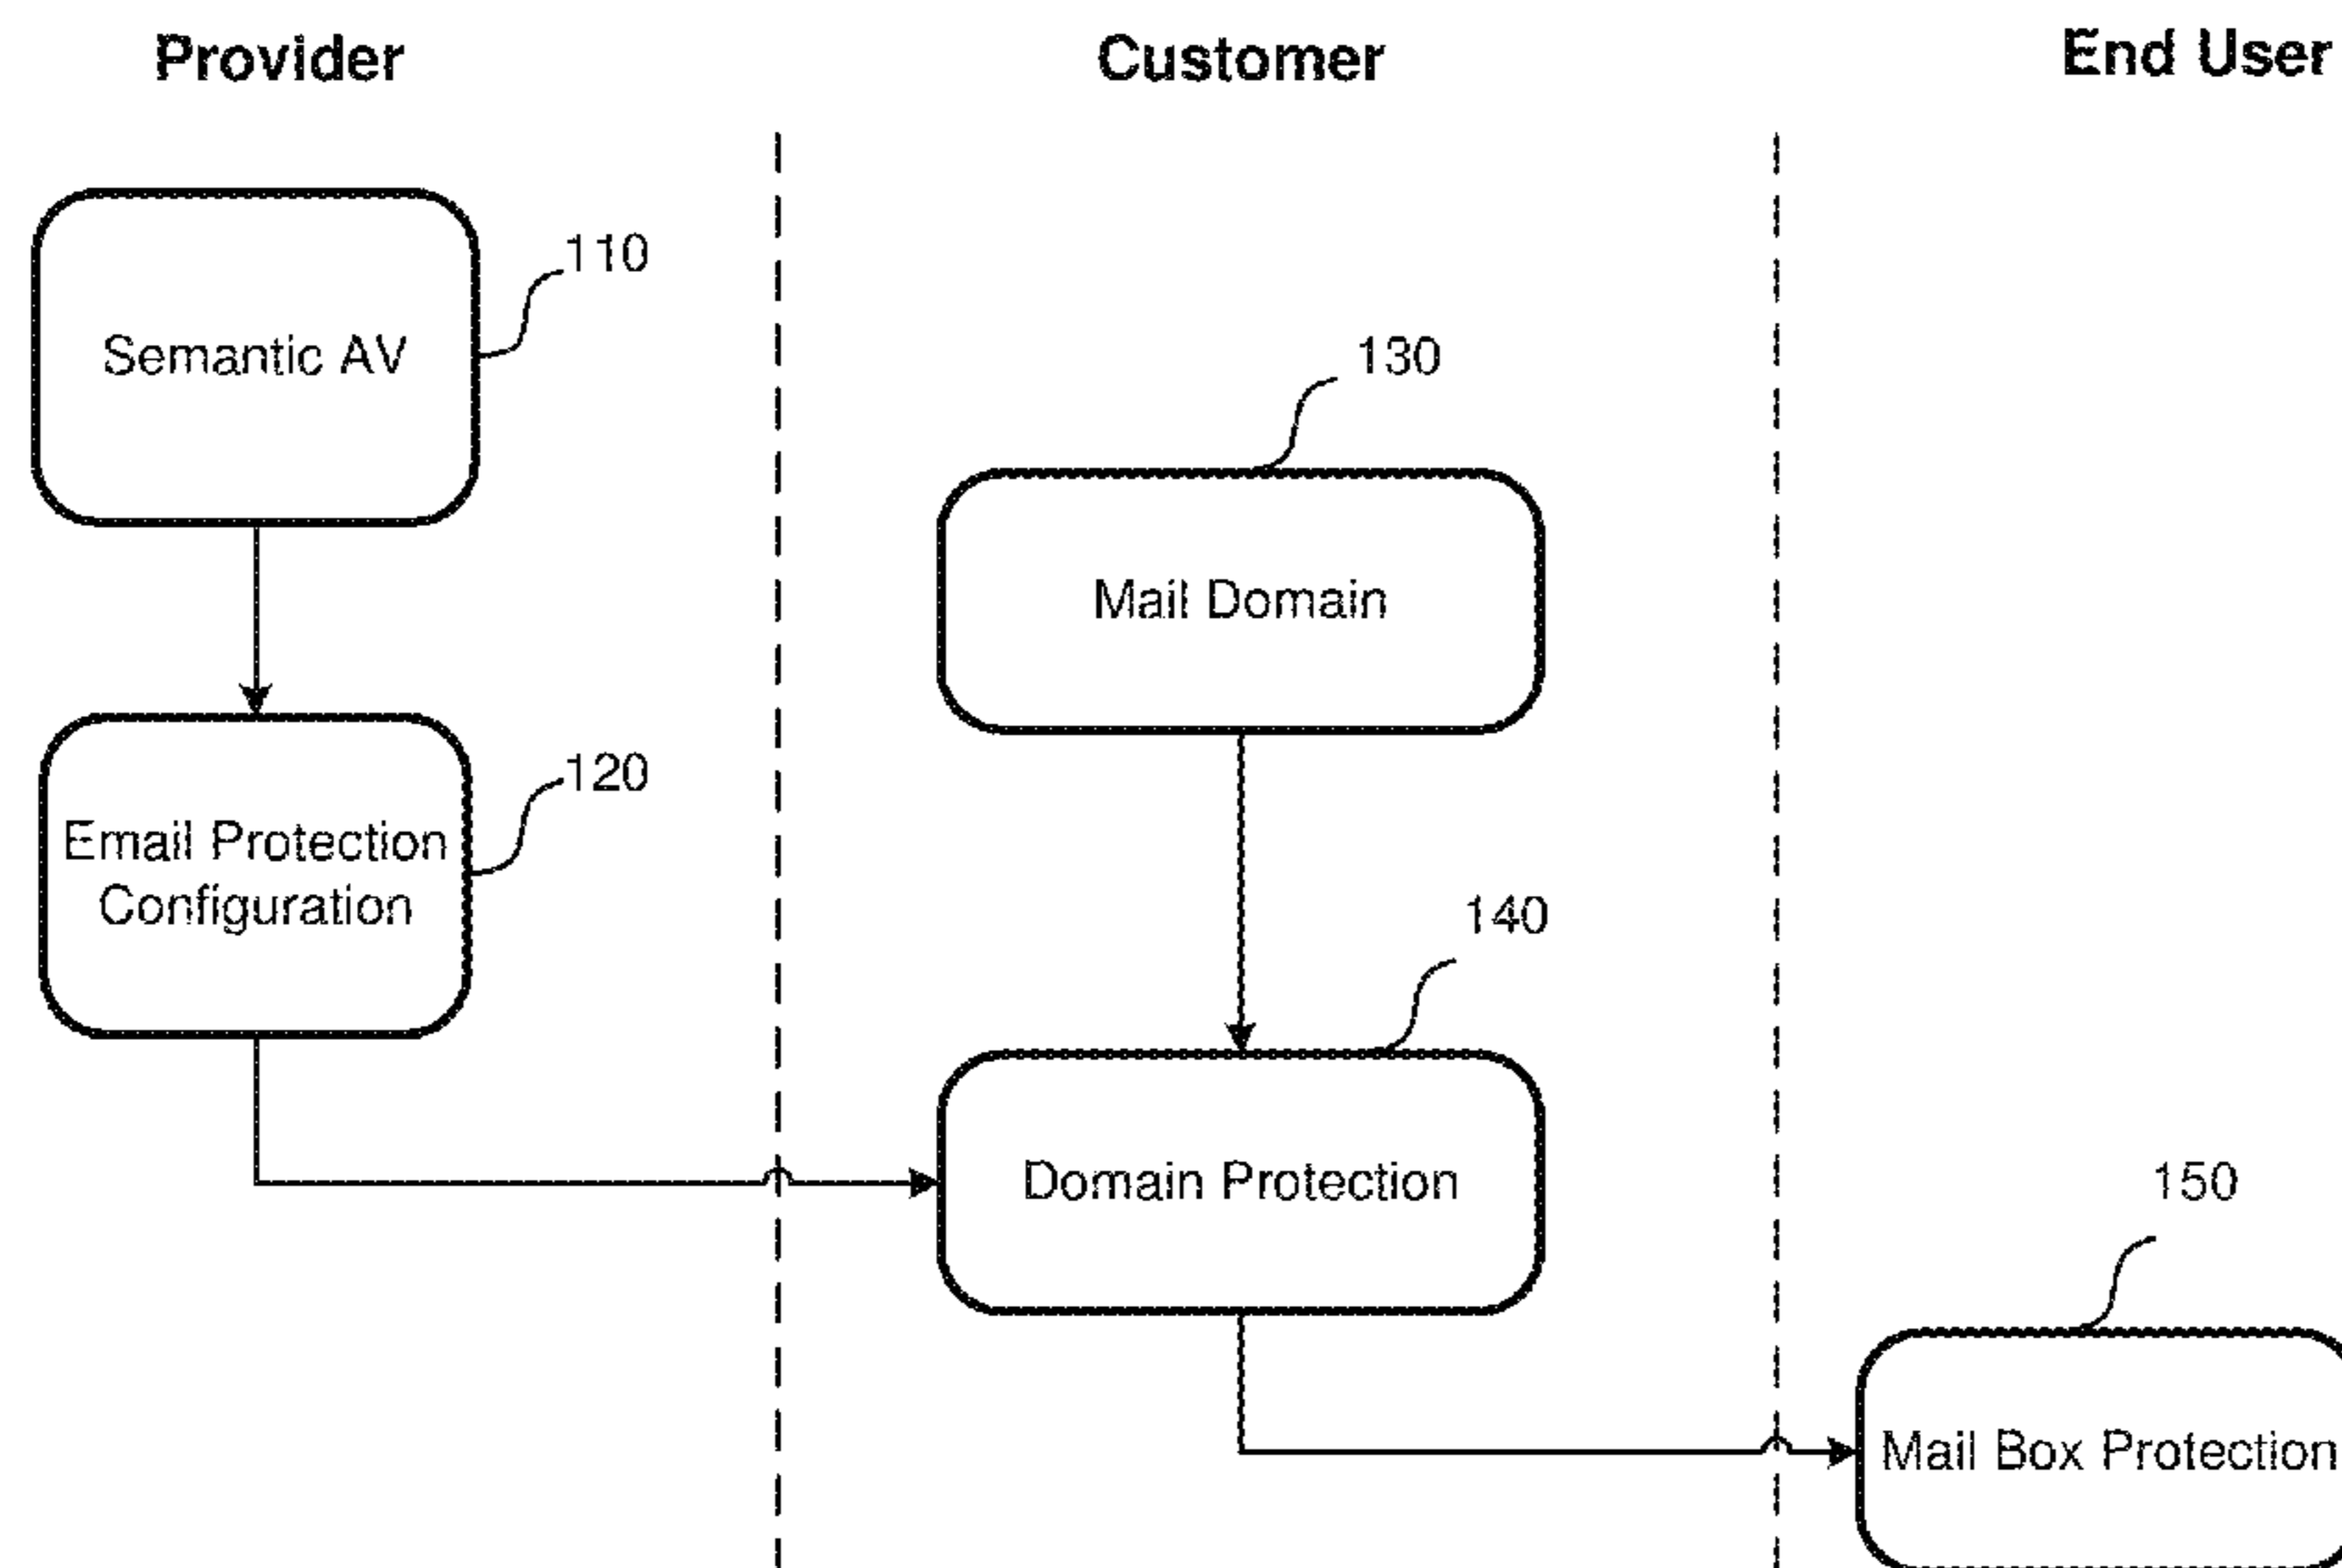 Provider
Customer
End User
110
Semantic AV
130
Mail Domain
120
Email Protection
Configuration
140
Domain Protection
150
Mail Box Protection